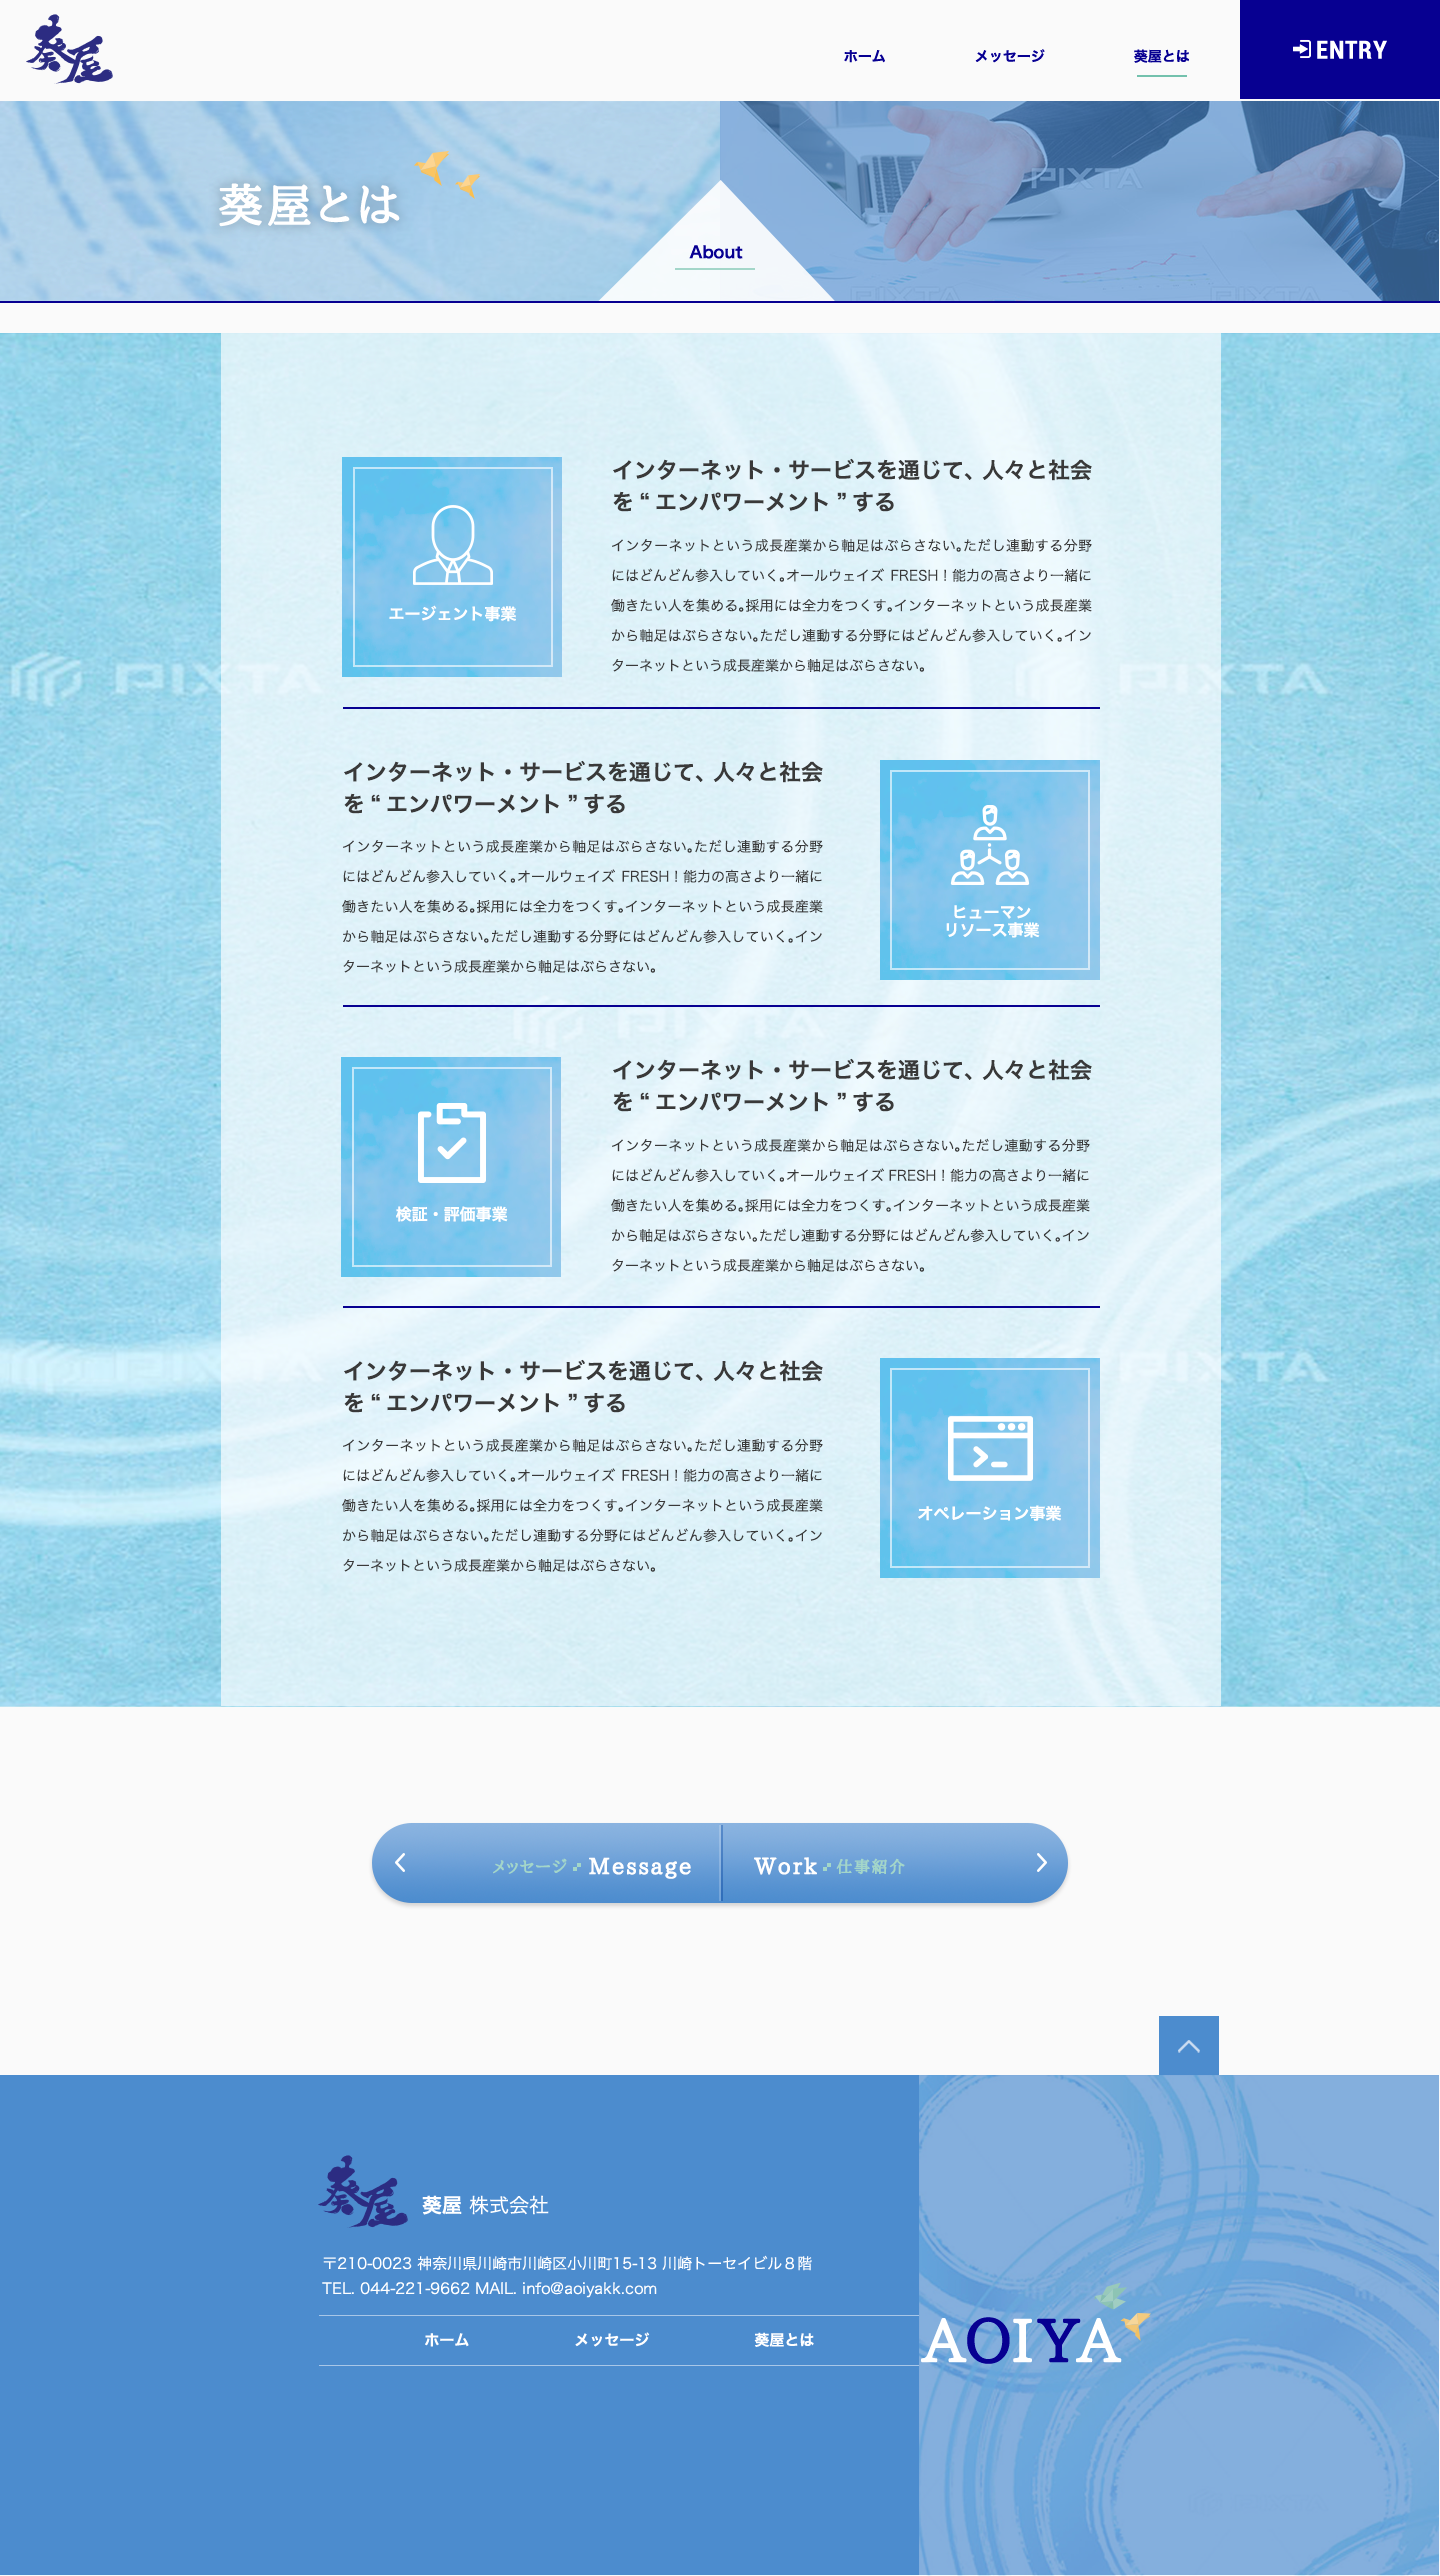 葵屋
ホーム
メッセージ
葵屋とは
ENTRY
葵屋とは
About
PIXTA
PIXTA
PIXTA
インターネット・サービスを通じて、人々と社会
を“エンパワーメント”する
インターネットという成長産業から軸足はぶらさない。ただし連動する分野
にはどんどん参入していく。オールウェイズ FRESH！能力の高さより一緒に
働きたい人を集める。採用には全力をつくす。インターネットという成長産業
から軸足はぶらさない。ただし連動する分野にはどんどん参入していく。イン
ターネットという成長産業から軸足はぶらさない。
エージェント事業
PIXTA
PIXTA
インターネット・サービスを通じて、人々と社会
を“エンパワーメント”する
インターネットという成長産業から軸足はぶらさない。ただし連動する分野
にはどんどん参入していく。オールウェイズ FRESH！能力の高さより一緒に
働きたい人を集める。採用には全力をつくす。インターネットという成長産業
から軸足はぶらさない。ただし連動する分野にはどんどん参入していく。イン
ターネットという成長産業から軸足はぶらさない。
ヒューマン
リソース事業
PIXTA
インターネット・サービスを通じて、人々と社会
を“エンパワーメント”する
インターネットという成長産業から軸足はぶらさない。ただし連動する分野
にはどんどん参入していく。オールウェイズ FRESH！能力の高さより一緒に
働きたい人を集める。採用には全力をつくす。インターネットという成長産業
から軸足はぶらさない。ただし連動する分野にはどんどん参入していく。イン
ターネットという成長産業から軸足はぶらさない。
検証・評価事業
PIXTA
PIXTA
インターネット・サービスを通じて、人々と社会
を“エンパワーメント”する
インターネットという成長産業から軸足はぶらさない。ただし連動する分野
にはどんどん参入していく。オールウェイズ FRESH！能力の高さより一緒に
働きたい人を集める。採用には全力をつくす。インターネットという成長産業
から軸足はぶらさない。ただし連動する分野にはどんどん参入していく。イン
ターネットという成長産業から軸足はぶらさない。
オペレーション事業
メッセージ Message
Work 仕事紹介
葵屋
葵屋 株式会社
〒210-0023 神奈川県川崎市川崎区小川町15-13 川崎トーセイビル８階
TEL. 044-221-9662 MAIL. info@aoiyakk.com
ホーム
メッセージ
葵屋とは
AOIYA